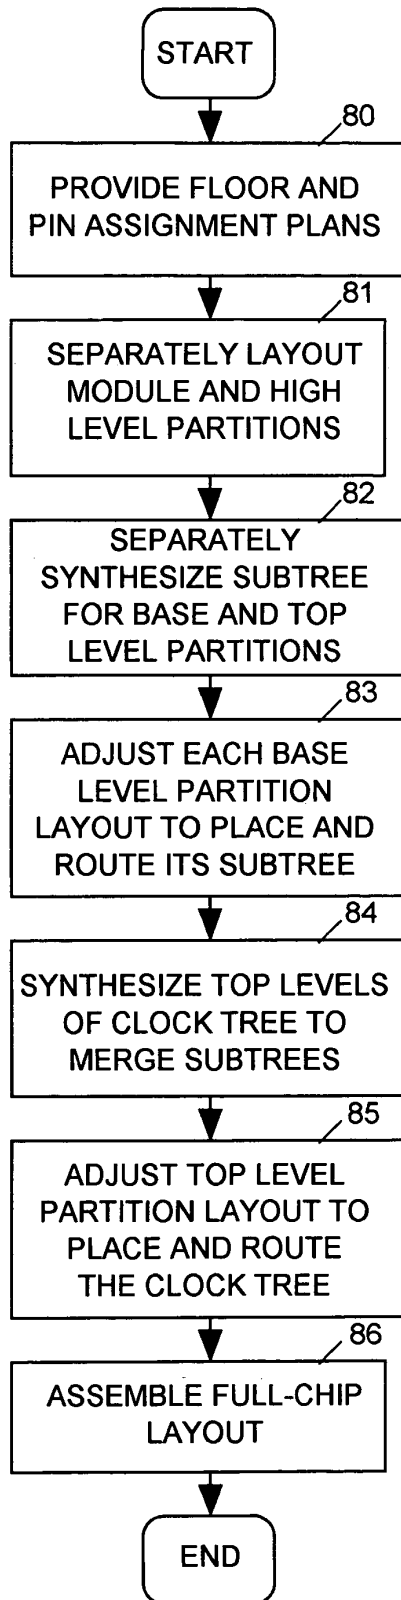 START
80
PROVIDE FLOOR AND
PIN ASSIGNMENT PLANS
81
SEPARATELY LAYOUT
MODULE AND HIGH
LEVEL PARTITIONS
82
SEPARATELY
SYNTHESIZE SUBTREE
FOR BASE AND TOP
LEVEL PARTITIONS
83
ADJUST EACH BASE
LEVEL PARTITION
LAYOUT TO PLACE AND
ROUTE ITS SUBTREE
84
SYNTHESIZE TOP LEVELS
OF CLOCK TREE TO
MERGE SUBTREES
85
ADJUST TOP LEVEL
PARTITION LAYOUT TO
PLACE AND ROUTE
THE CLOCK TREE
86
ASSEMBLE FULL-CHIP
LAYOUT
END